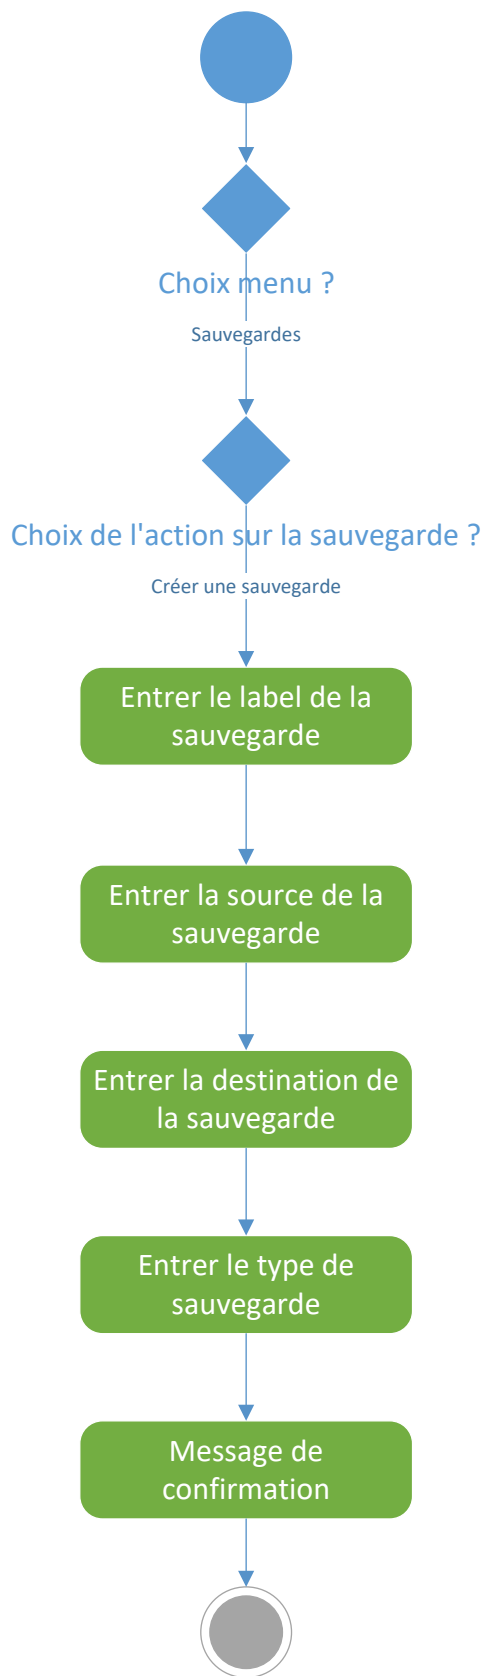 Choix menu ?
Sauvegardes
Choix de l'action sur la sauvegarde ?
Créer une sauvegarde
Entrer le label de la
sauvegarde
Entrer la source de la
sauvegarde
Entrer la destination de
la sauvegarde
Entrer le type de
sauvegarde
Message de
confirmation